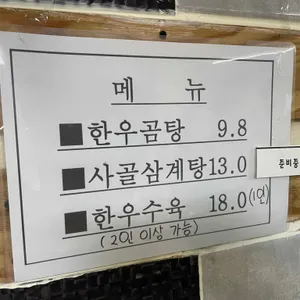 메 뉴
■한우곰탕 9.8
■사골삼계탕 13.0 준비중
■한우수육 18.0 (1인)
(2인 이상 가능)